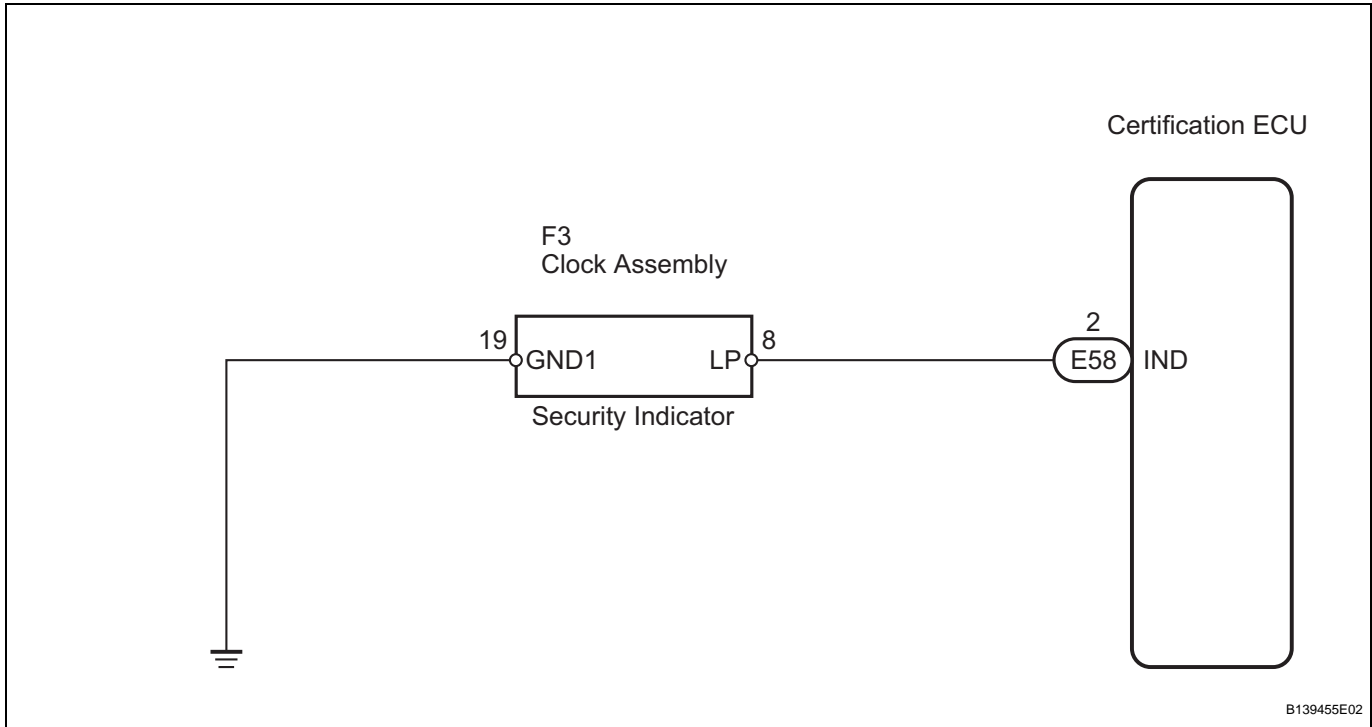 Certification ECU
F3
Clock Assembly
19
GND1
LP
8
2
E58
IND
Security Indicator
B139455E02